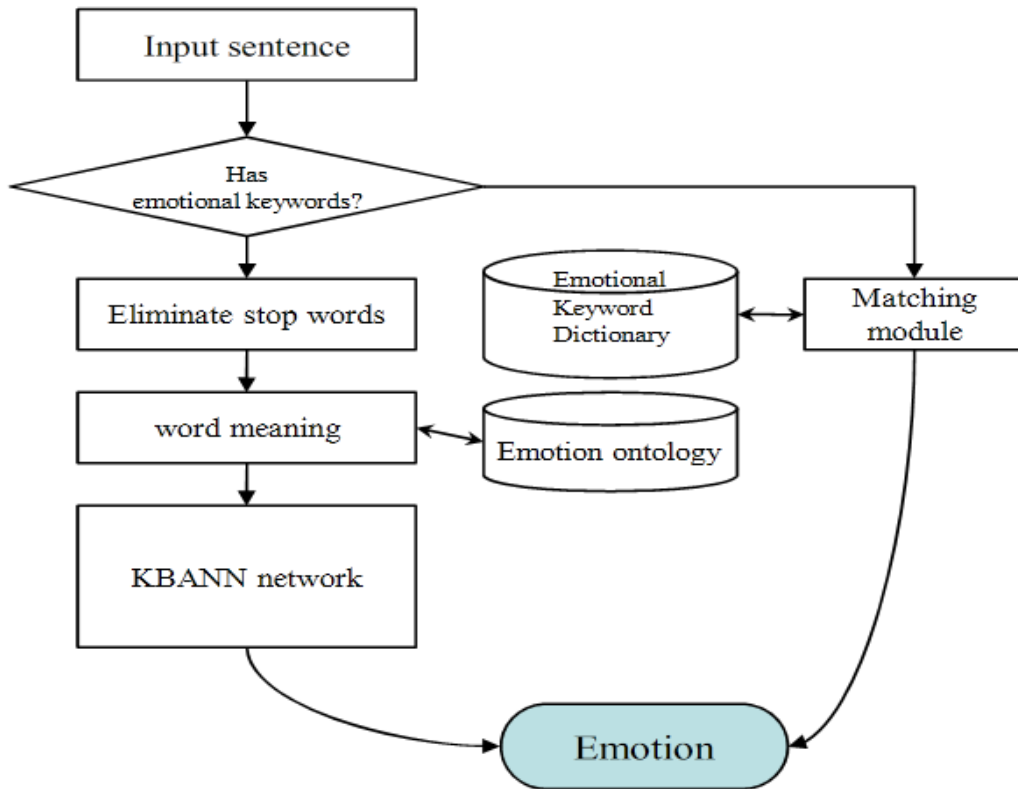 Input sentence
Has
emotional keywords?
Eliminate stop words
Emotional
Keyword
Dictionary
Matching
module
word meaning
Emotion ontology
KBANN network
Emotion